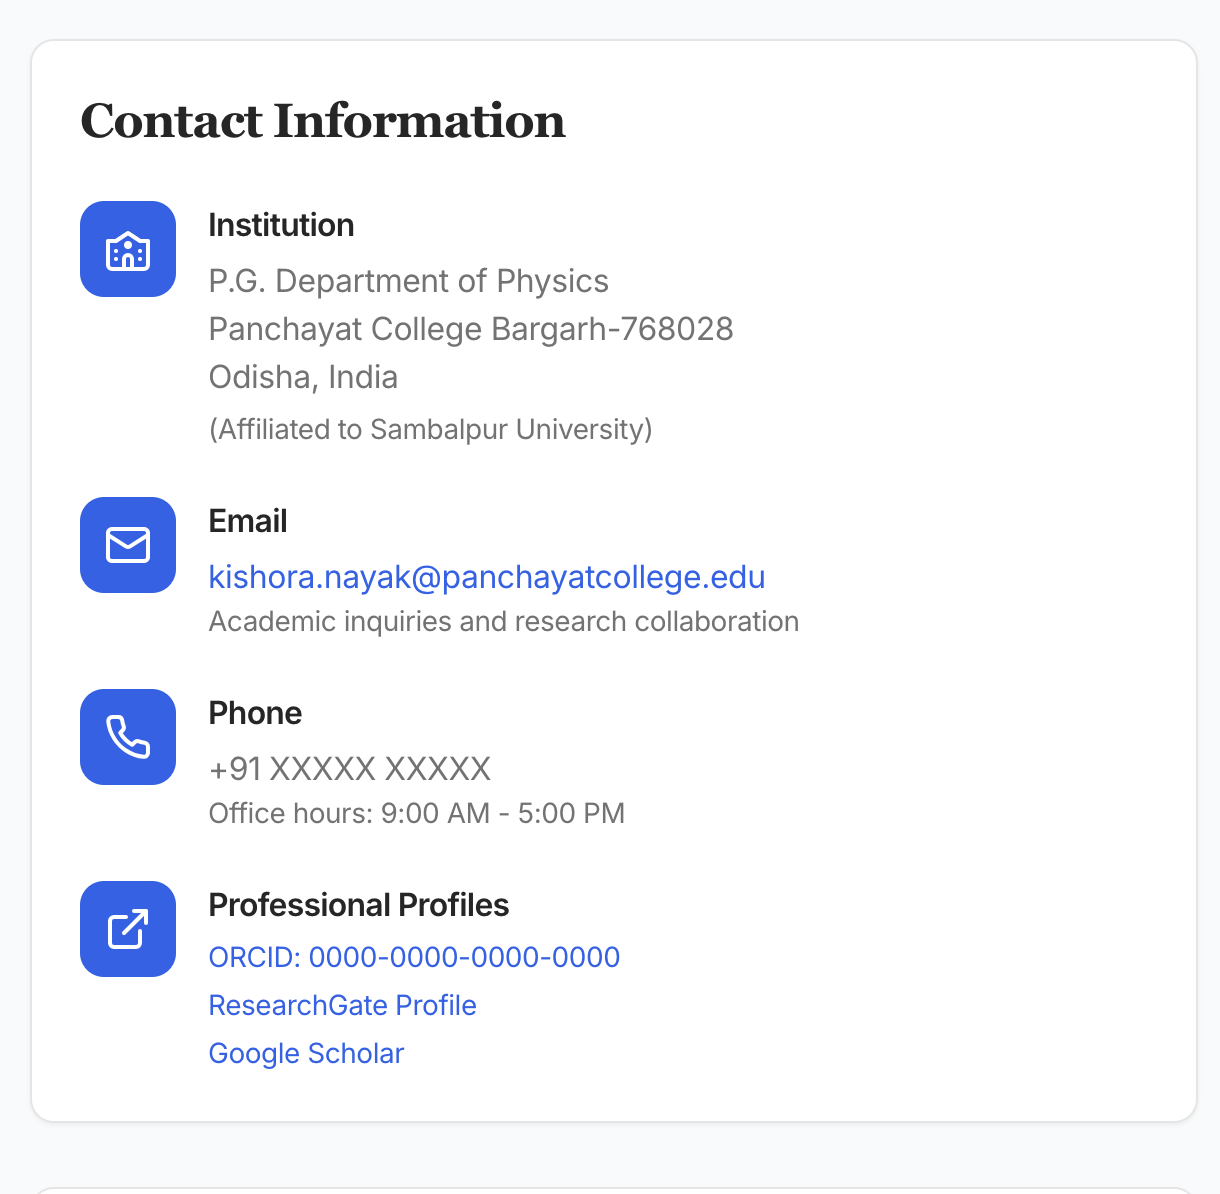 Contact Information
Institution
P.G. Department of Physics
Panchayat College Bargarh-768028
Odisha, India
(Affiliated to Sambalpur University)
Email
kishora.nayak@panchayatcollege.edu
Academic inquiries and research collaboration
Phone
+91 XXXXX XXXXX
Office hours: 9:00 AM - 5:00 PM
Professional Profiles
ORCID: 0000-0000-0000-0000
ResearchGate Profile
Google Scholar